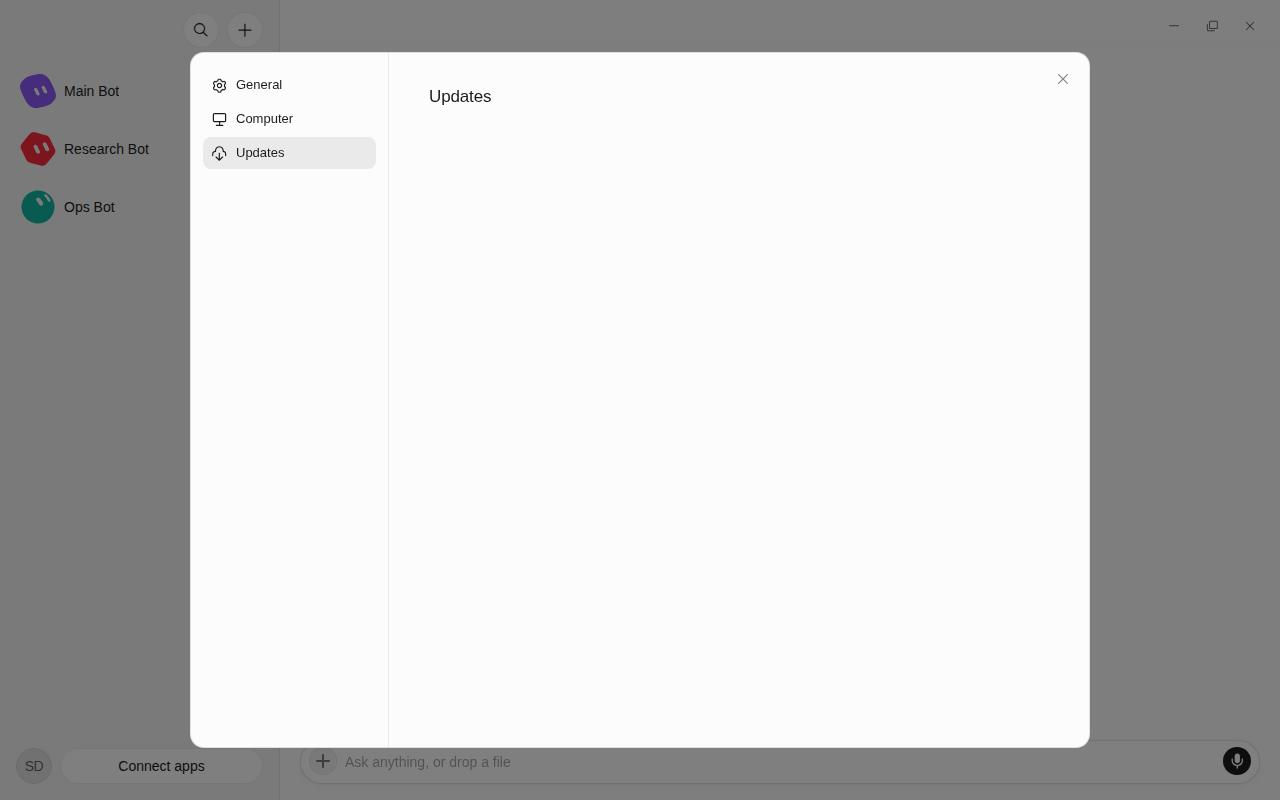 Main Bot
Research Bot
Ops Bot
SD
Connect apps
General
Computer
Updates
Updates
Ask anything, or drop a file